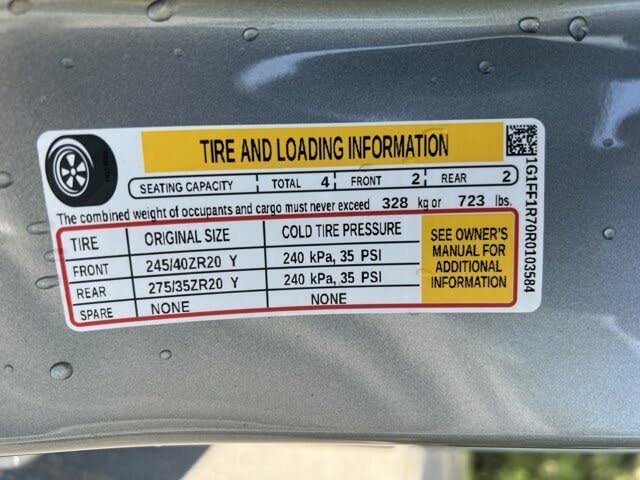 TIRE AND LOADING INFORMATION
SEATING CAPACITY TOTAL 4 FRONT 2 REAR 2
The combined weight of occupants and cargo must never exceed 328 kg or 723 lbs.
TIRE ORIGINAL SIZE COLD TIRE PRESSURE
FRONT 245/40ZR20 Y 240 kPa, 35 PSI
REAR 275/35ZR20 Y 240 kPa, 35 PSI
SPARE NONE NONE
SEE OWNER'S
MANUAL FOR
ADDITIONAL
INFORMATION
1G1FF1R70R0103584